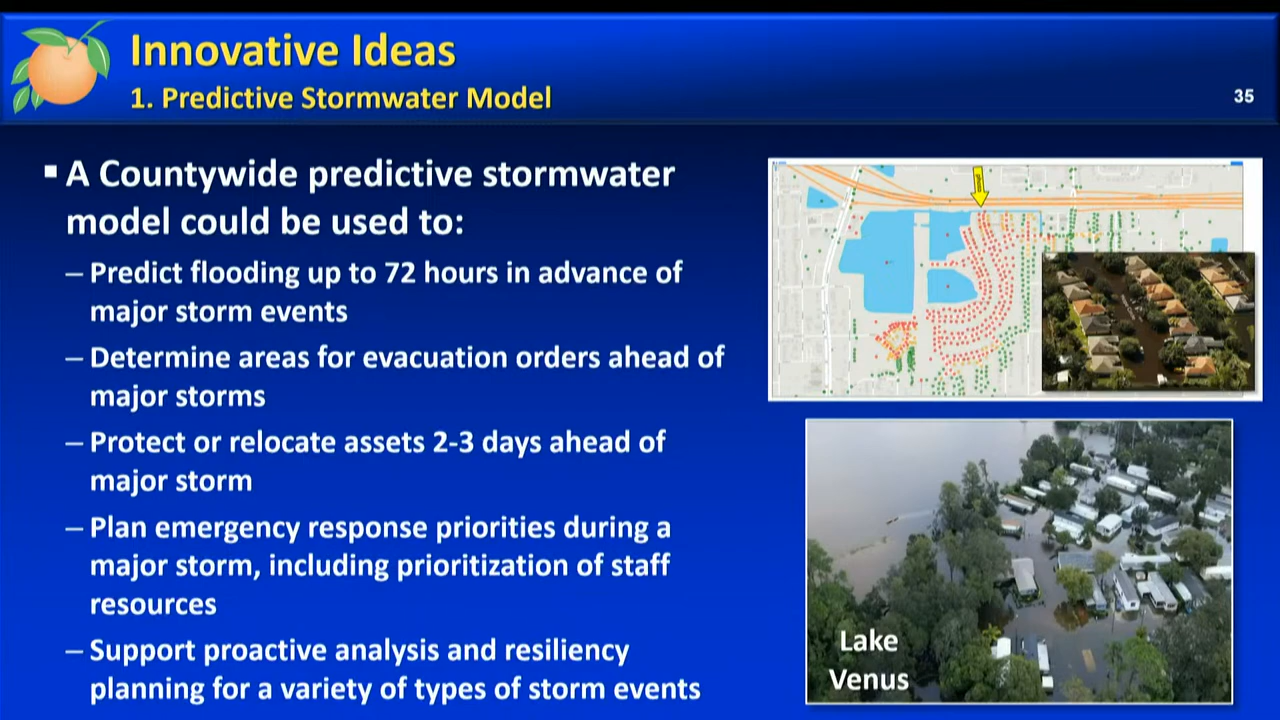 Innovative Ideas
1. Predictive Stormwater Model
35
▪ A Countywide predictive stormwater
model could be used to:
– Predict flooding up to 72 hours in advance of
major storm events
– Determine areas for evacuation orders ahead of
major storms
– Protect or relocate assets 2-3 days ahead of
major storm
– Plan emergency response priorities during a
major storm, including prioritization of staff
resources
– Support proactive analysis and resiliency
planning for a variety of types of storm events
Lake
Venus